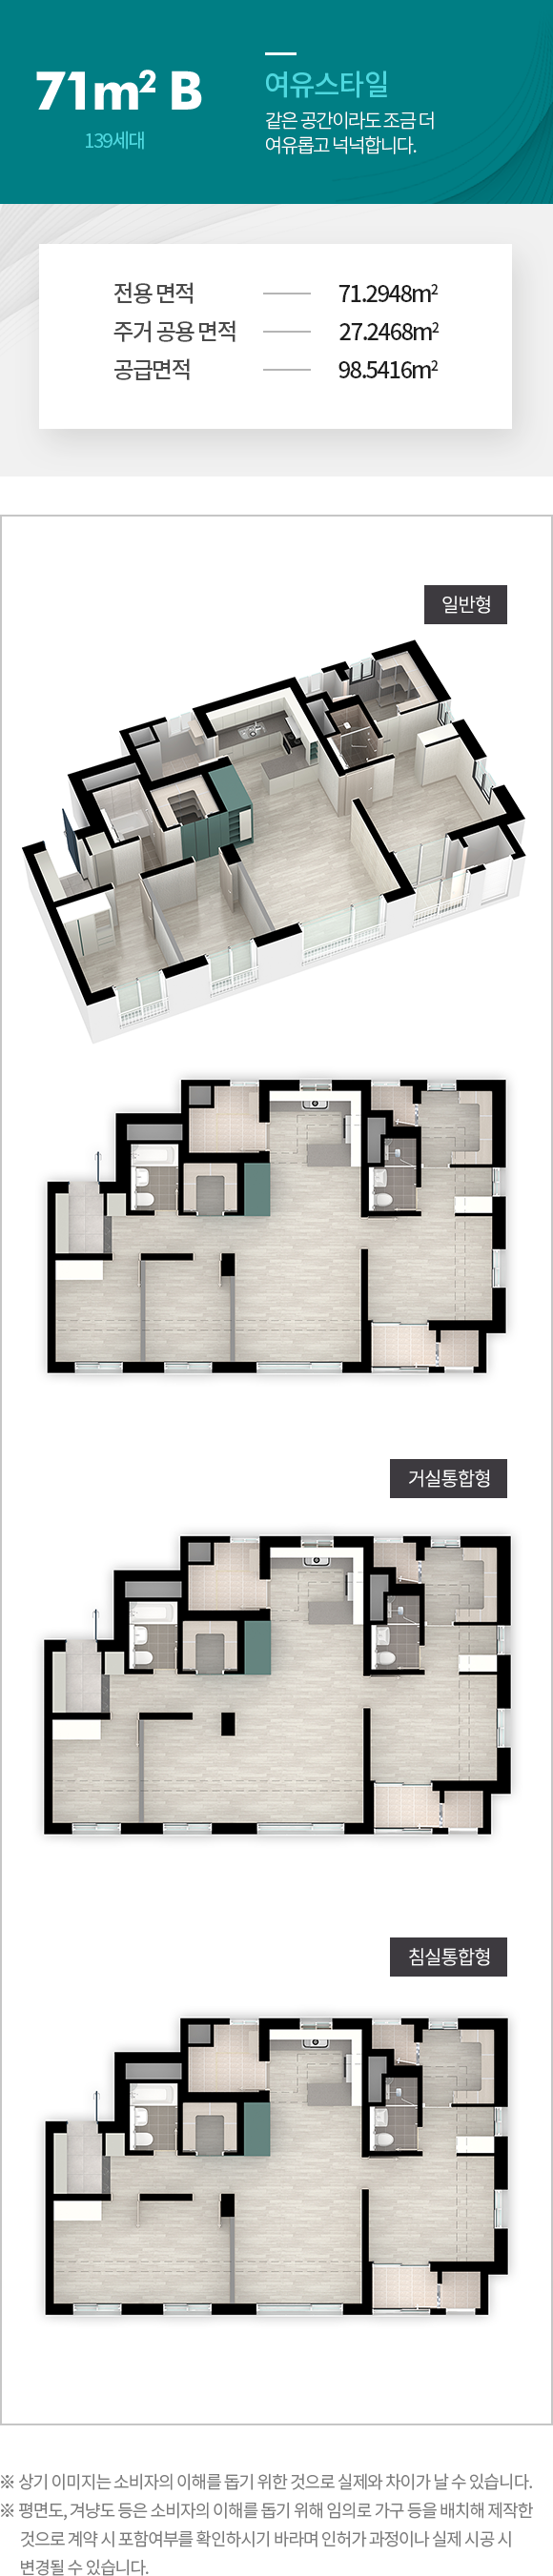 71m² B
139세대
여유스타일
같은 공간이라도 조금 더
여유롭고 넉넉합니다.
전용 면적 71.2948m²
주거 공용 면적 27.2468m²
공급면적 98.5416m²
일반형
거실통합형
침실통합형
※ 상기 이미지는 소비자의 이해를 돕기 위한 것으로 실제와 차이가 날 수 있습니다.
※ 평면도, 겨냥도 등은 소비자의 이해를 돕기 위해 임의로 가구 등을 배치해 제작한
것으로 계약 시 포함여부를 확인하시기 바라며 인허가 과정이나 실제 시공 시
변경될 수 있습니다.